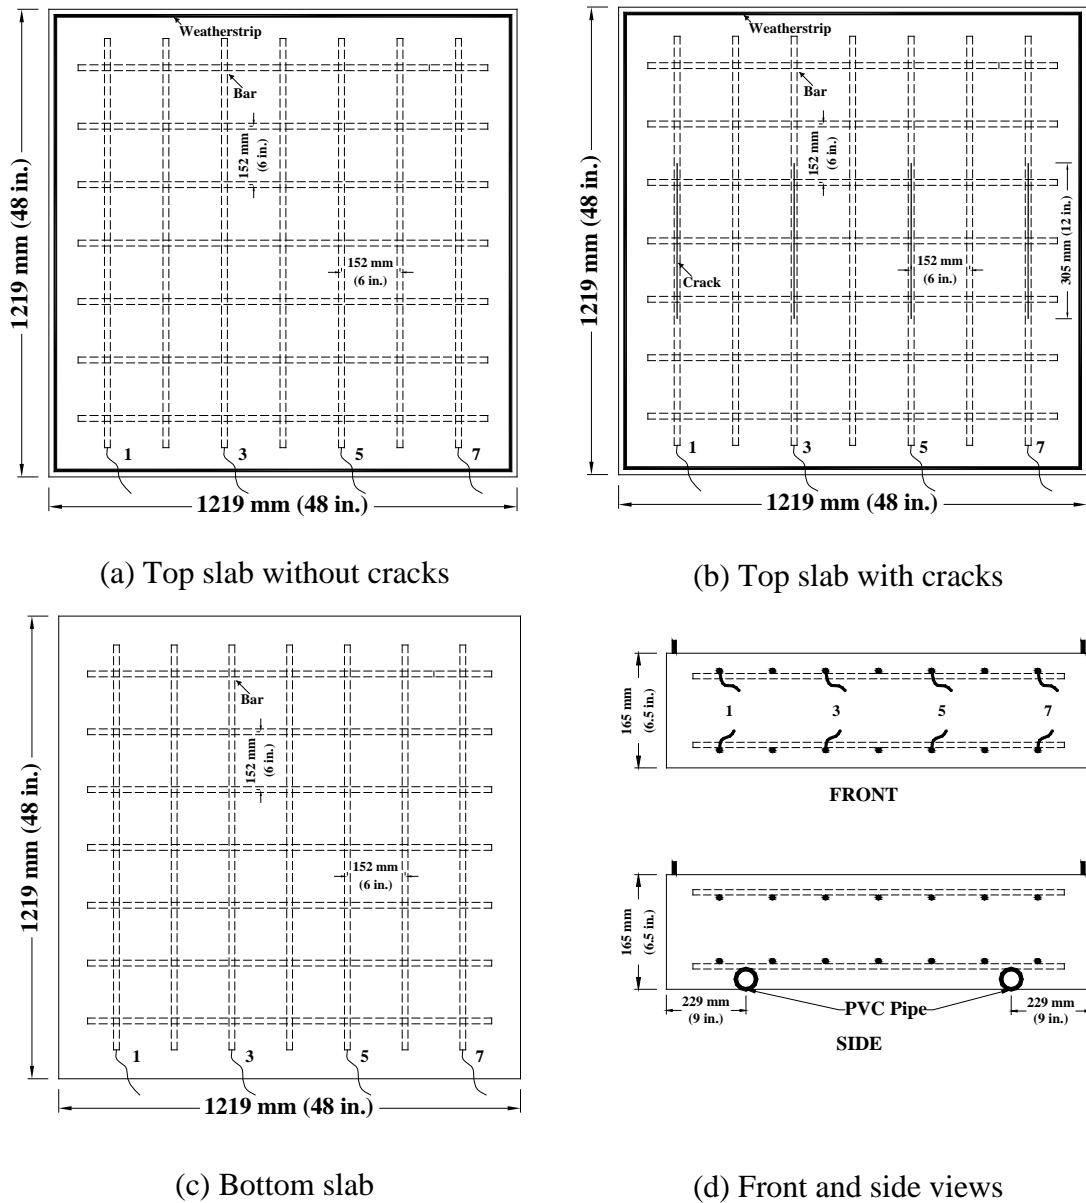 Weatherstrip
Bar
152 mm
(6 in.)
152 mm
(6 in.)
1219 mm (48 in.)
1 3 5 7
1219 mm (48 in.)
(a) Top slab without cracks
Weatherstrip
Bar
152 mm
(6 in.)
305 mm (12 in.)
152 mm
(6 in.)
Crack
1219 mm (48 in.)
1 3 5 7
1219 mm (48 in.)
(b) Top slab with cracks
Bar
152 mm
(6 in.)
152 mm
(6 in.)
1219 mm (48 in.)
1 3 5 7
1219 mm (48 in.)
(c) Bottom slab
165 mm
(6.5 in.)
1 3 5 7
FRONT
165 mm
(6.5 in.)
229 mm
(9 in.)
PVC Pipe
229 mm
(9 in.)
SIDE
(d) Front and side views